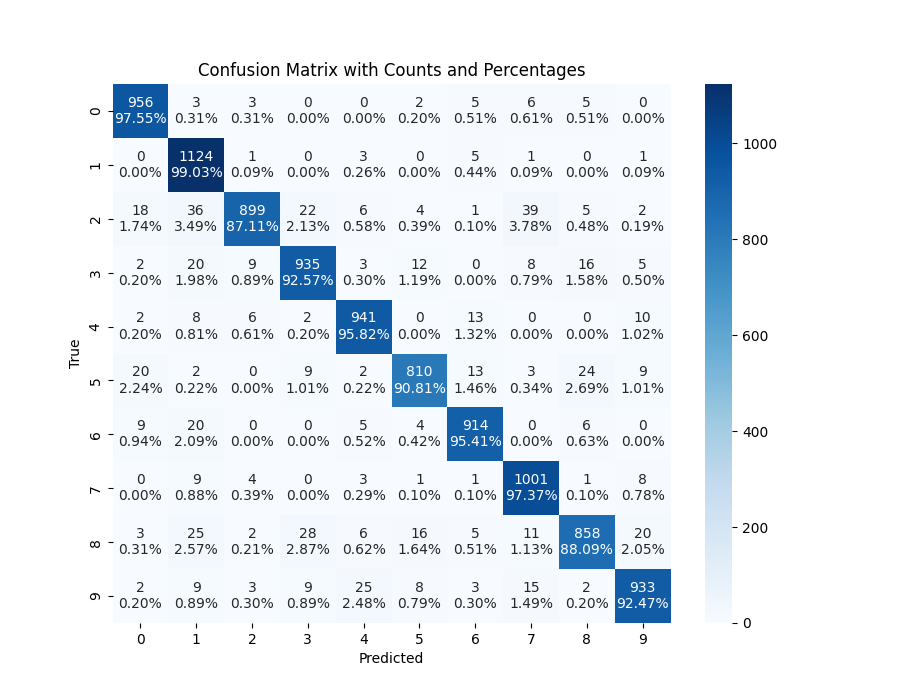 Confusion Matrix with Counts and Percentages
0 956 3 3 0 0 2 5 6 5 0
97.55% 0.31% 0.31% 0.00% 0.00% 0.20% 0.51% 0.61% 0.51% 0.00%
1 0 1124 1 0 3 0 5 1 0 1
0.00% 99.03% 0.09% 0.00% 0.26% 0.00% 0.44% 0.09% 0.00% 0.09%
2 18 36 899 22 6 4 1 39 5 2
1.74% 3.49% 87.11% 2.13% 0.58% 0.39% 0.10% 3.78% 0.48% 0.19%
3 2 20 9 935 3 12 0 8 16 5
0.20% 1.98% 0.89% 92.57% 0.30% 1.19% 0.00% 0.79% 1.58% 0.50%
4 2 8 6 2 941 0 13 0 0 10
0.20% 0.81% 0.61% 0.20% 95.82% 0.00% 1.32% 0.00% 0.00% 1.02%
5 20 2 0 9 2 810 13 3 24 9
2.24% 0.22% 0.00% 1.01% 0.22% 90.81% 1.46% 0.34% 2.69% 1.01%
6 9 20 0 0 5 4 914 0 6 0
0.94% 2.09% 0.00% 0.00% 0.52% 0.42% 95.41% 0.00% 0.63% 0.00%
7 0 9 4 0 3 1 1 1001 1 8
0.00% 0.88% 0.39% 0.00% 0.29% 0.10% 0.10% 97.37% 0.10% 0.78%
8 3 25 2 28 6 16 5 11 858 20
0.31% 2.57% 0.21% 2.87% 0.62% 1.64% 0.51% 1.13% 88.09% 2.05%
9 2 9 3 9 25 8 3 15 2 933
0.20% 0.89% 0.30% 0.89% 2.48% 0.79% 0.30% 1.49% 0.20% 92.47%
0 1 2 3 4 5 6 7 8 9
Predicted
True
1000
800
600
400
200
0